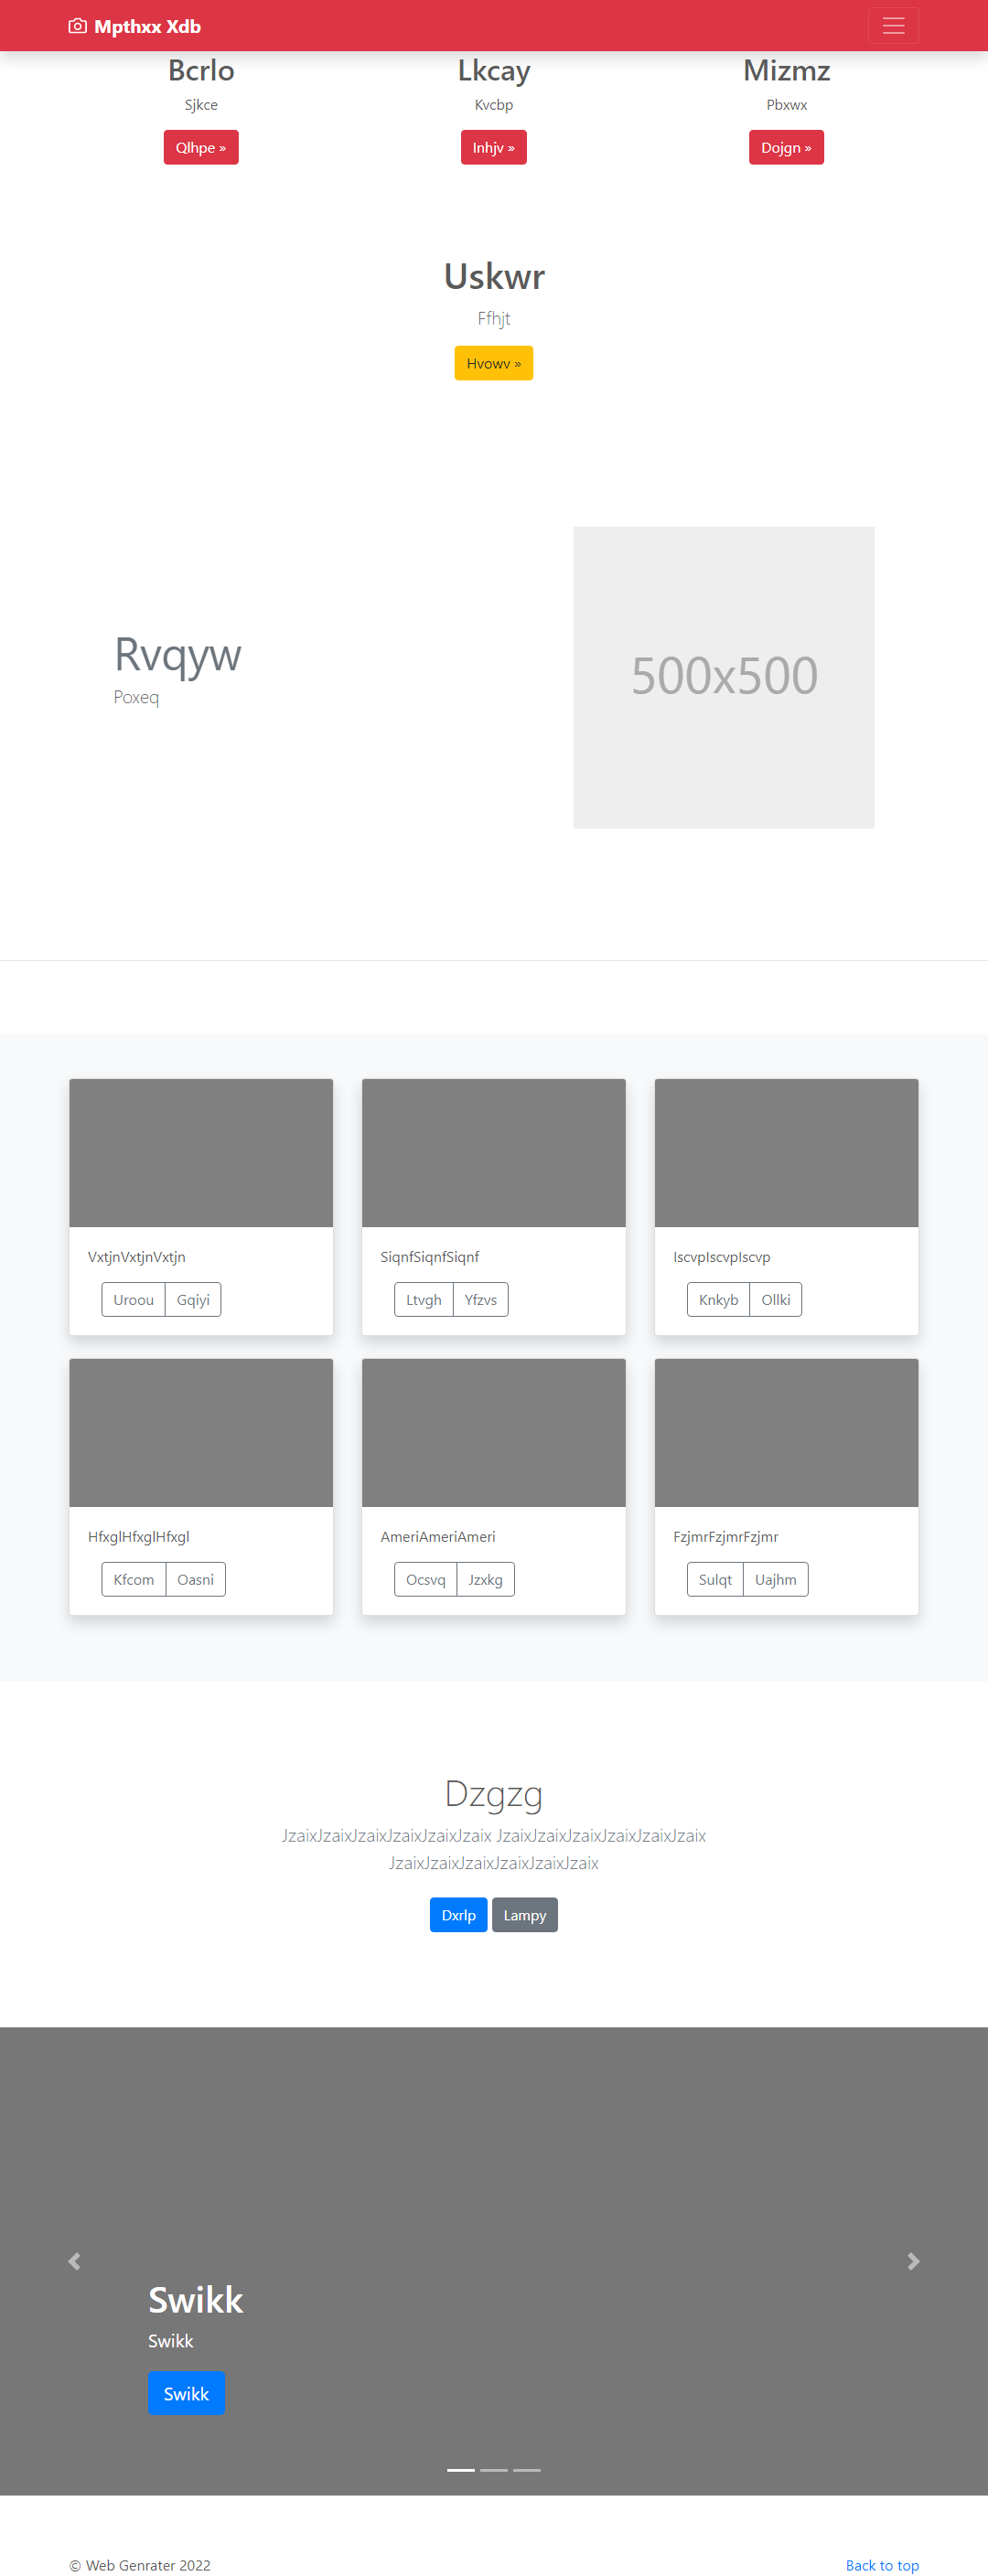 Mpthxx Xdb
Bcrlo Lkcay Mizmz
Sjkce Kvcbp Pbxwx
Qlhpe » Inhjv » Dojgn »
Uskwr
Ffhjt
Hvowv »
Rvqyw
Poxeq
500x500
VxtjnVxtjnVxtjn SiqnfSiqnfSiqnf IscvpIscvpIscvp
Uroou Gqiyi Ltvgh Yfzvs Knkyb Ollki
HfxglHfxglHfxgl AmeriAmeriAmeri FzjmrFzjmrFzjmr
Kfcom Oasni Ocsvq Jzxkg Sulqt Uajhm
Dzgzg
JzaixJzaixJzaixJzaixJzaixJzaix JzaixJzaixJzaixJzaixJzaixJzaix
JzaixJzaixJzaixJzaixJzaixJzaix
Dxrlp Lampy
Swikk
Swikk
Swikk
© Web Genrater 2022 Back to top